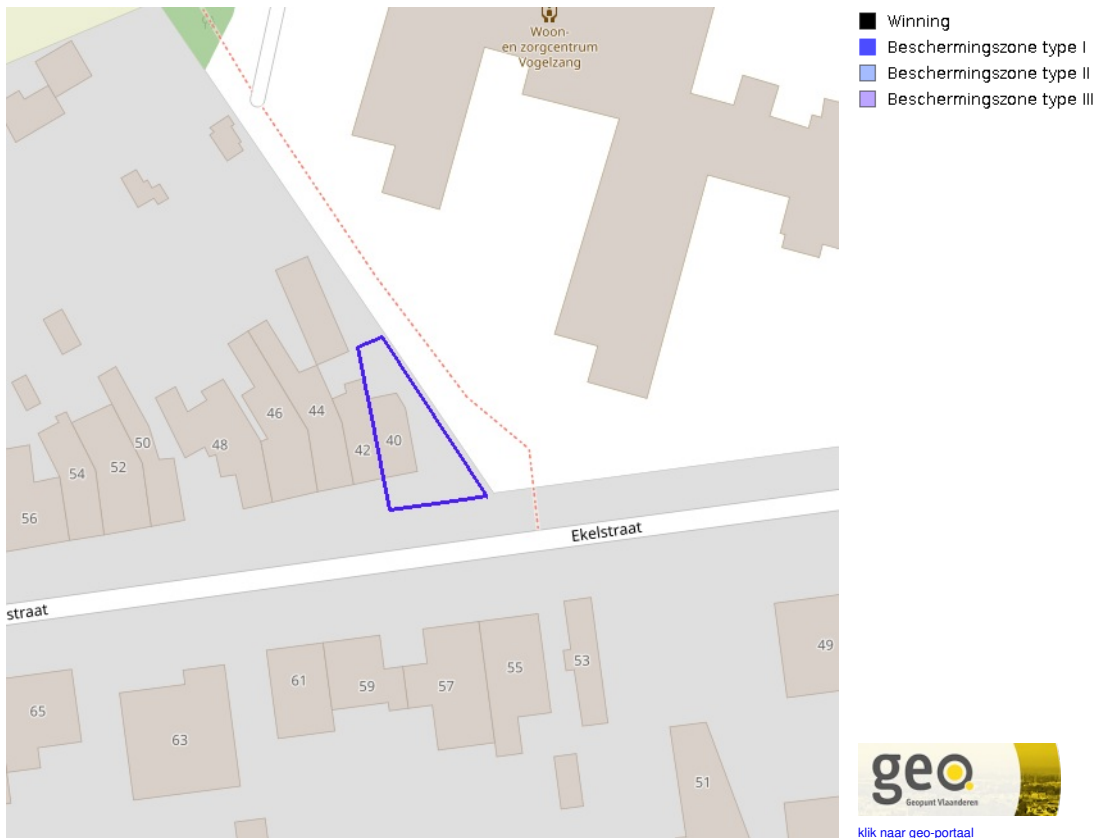 Woon-
en zorgcentrum
Vogelzang
Winning
Beschermingszone type I
Beschermingszone type II
Beschermingszone type III
40
42
44
46
48
50
52
54
56
Ekelstraat
straat
49
51
53
55
57
59
61
63
65
geo.
Geopunt Vlaanderen
klik naar geo-portaal